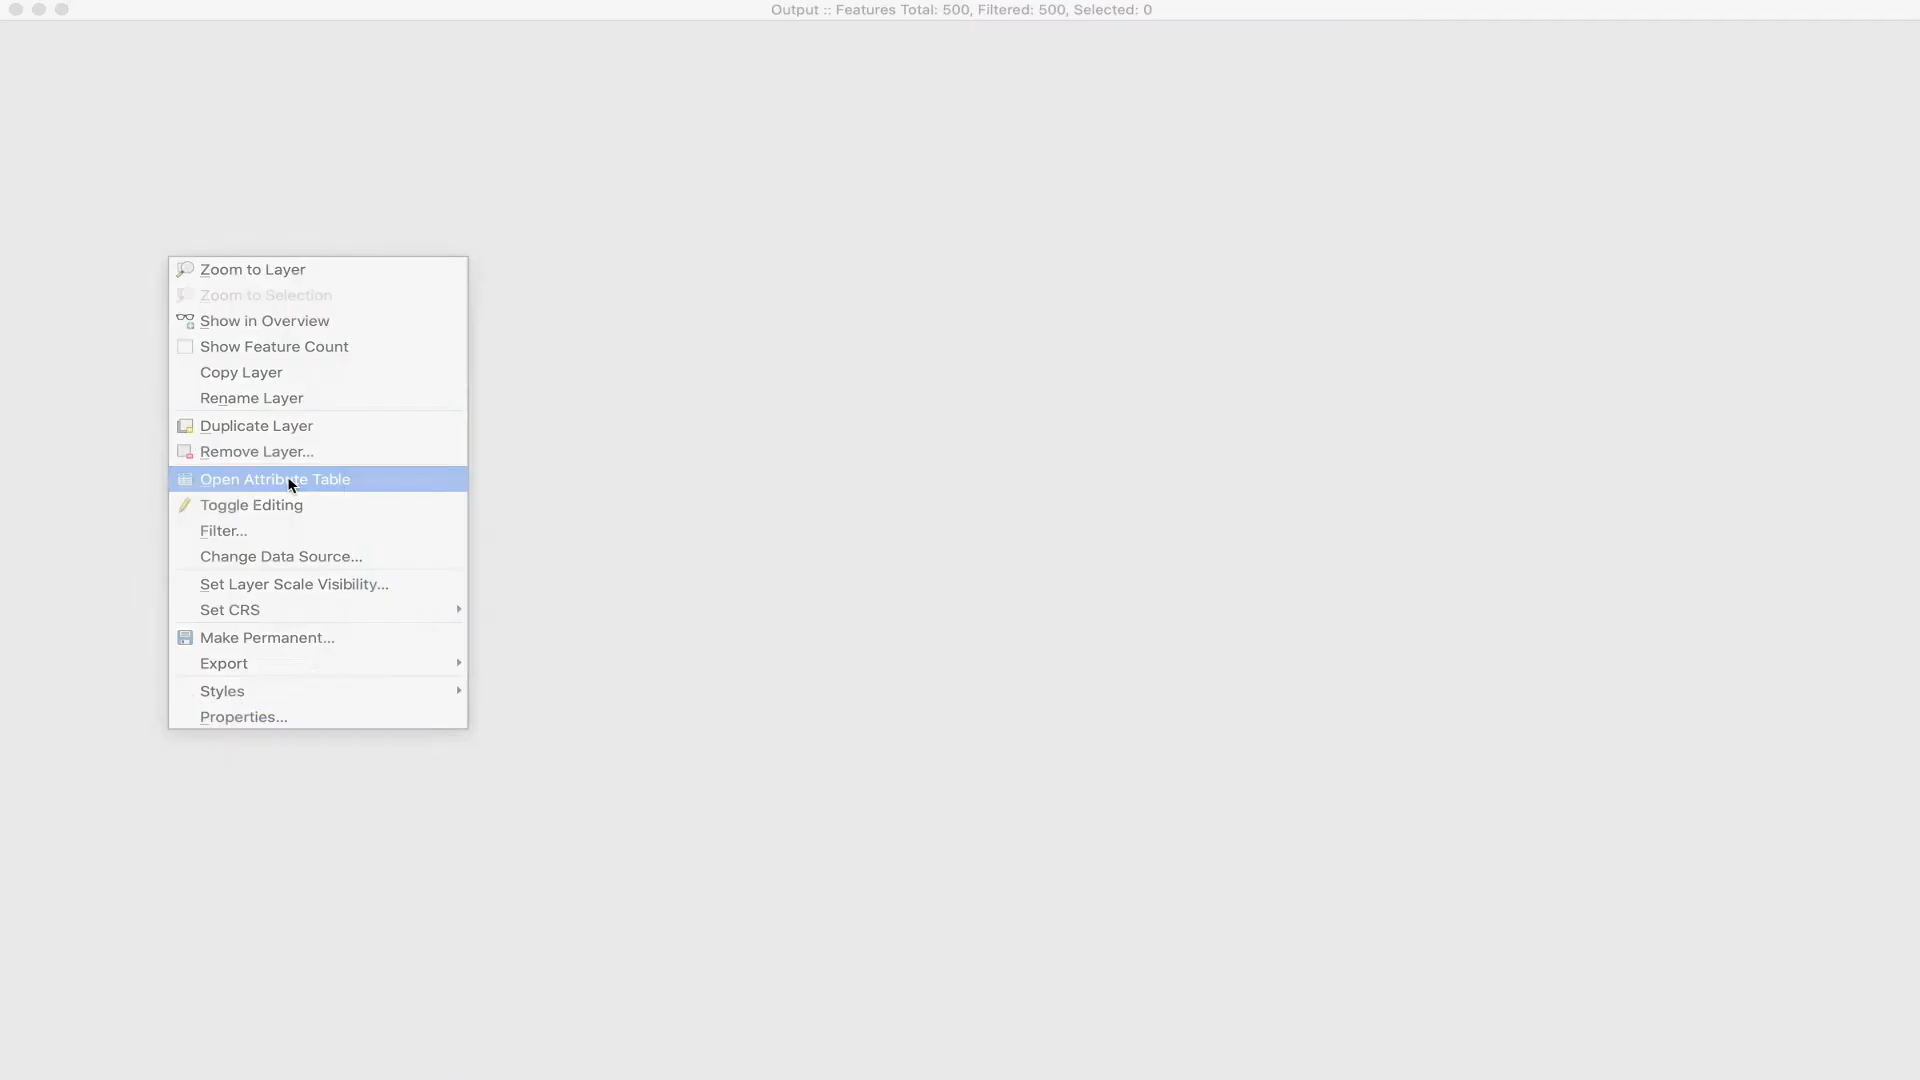 Output :: Features Total: 500, Filtered: 500, Selected: 0
Zoom to Layer
Zoom to Selection
Show in Overview
Show Feature Count
Copy Layer
Rename Layer
Duplicate Layer
Remove Layer...
Open Attribute Table
Toggle Editing
Filter...
Change Data Source...
Set Layer Scale Visibility...
Set CRS
Make Permanent...
Export
Styles
Properties...